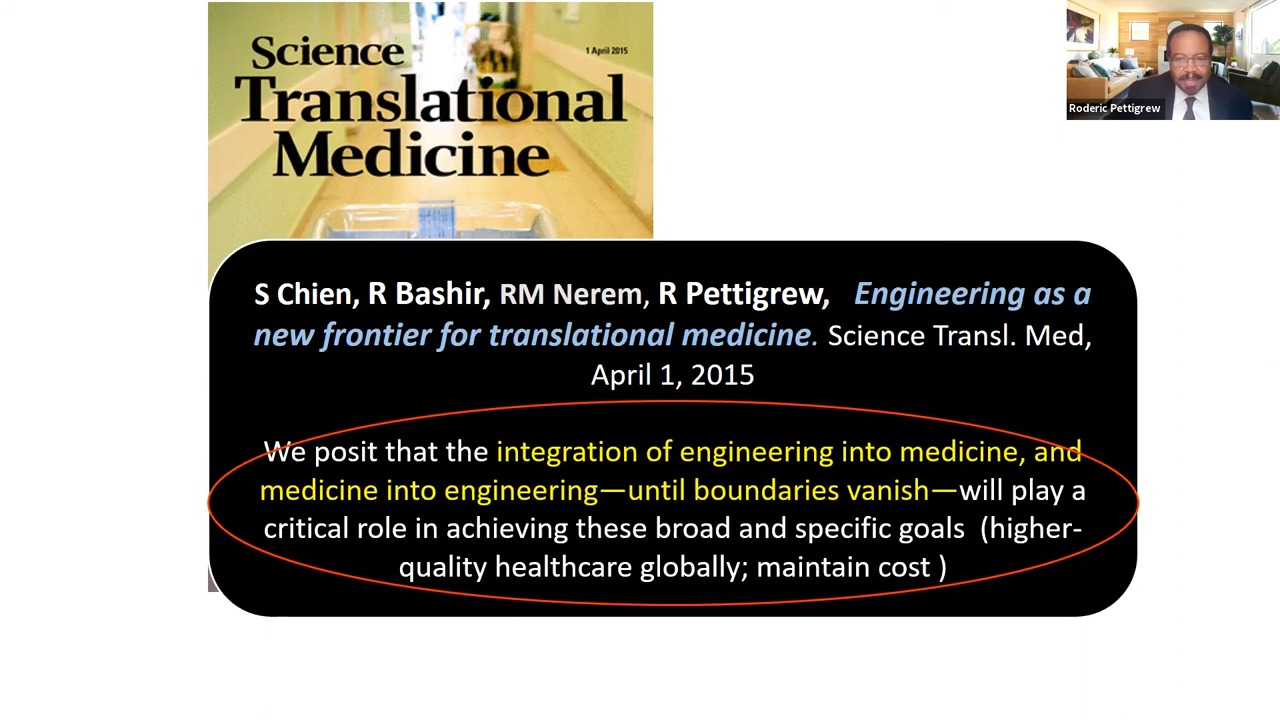 Science
1 April 2015
Translational
Medicine
Roderic Pettigrew
S Chien, R Bashir, RM Nerem, R Pettigrew, Engineering as a
new frontier for translational medicine. Science Transl. Med,
April 1, 2015
We posit that the integration of engineering into medicine, and
medicine into engineering—until boundaries vanish—will play a
critical role in achieving these broad and specific goals (higher-
quality healthcare globally; maintain cost )